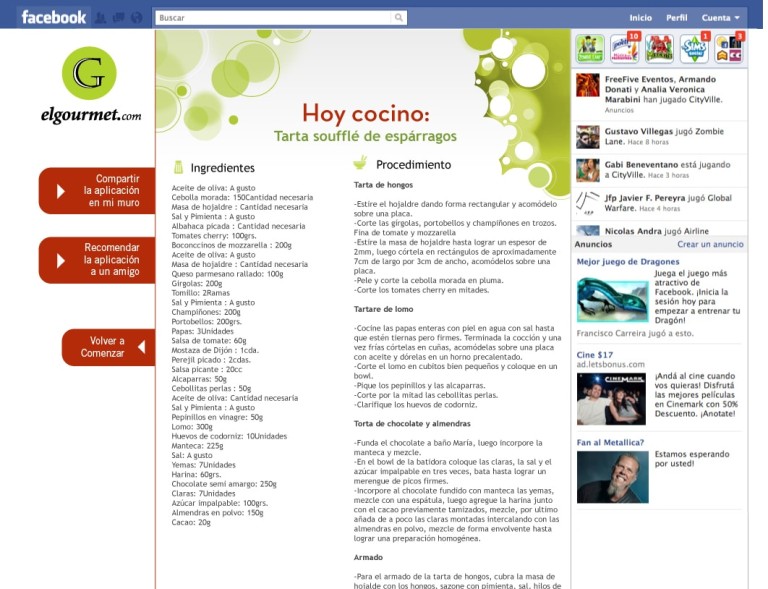 facebook
Buscar
Inicio
Perfil
Cuenta
elgourmet.com
Compartir
la aplicación
en mi muro
Recomendar
la aplicación
a un amigo
Volver a
Comenzar
Hoy cocino:
Tarta soufflé de espárragos
Ingredientes
Aceite de oliva: A gusto
Cebolla morada: 150Cantidad necesaria
Masa de hojaldre : Cantidad necesaria
Sal y Pimienta : A gusto
Albahaca picada : Cantidad necesaria
Tomates cherry: 100grs.
Boconccinos de mozzarella : 200g
Aceite de oliva: A gusto
Masa de hojaldre : Cantidad necesaria
Queso parmesano rallado: 100g
Girgolas: 200g
Tomillo: 2Ramas
Sal y Pimienta : A gusto
Champiñones: 200g
Portobellos: 200grs.
Papas: 3Unidades
Salsa de tomate: 60g
Mostaza de Dijón : 1cda.
Perejil picado : 2cdas.
Salsa picante : 20cc
Alcaparras: 50g
Cebollitas perlas : 50g
Aceite de oliva: Cantidad necesaria
Sal y Pimienta : A gusto
Pepinillos en vinagre: 50g
Lomo: 300g
Huevos de codorniz: 10Unidades
Manteca: 225g
Sal: A gusto
Yemas: 7Unidades
Harina: 60grs.
Chocolate semi amargo: 250g
Claras: 7Unidades
Azúcar impalpable: 100grs.
Almendras en polvo: 150g
Cacao: 20g
Procedimiento
Tarta de hongos
-Estire el hojaldre dando forma rectangular y acomódelo
sobre una placa.
-Corte las girgolas, portobellos y champiñones en trozos.
Fina de tomate y mozzarella
-Estire la masa de hojaldre hasta lograr un espesor de
2mm, luego córtela en rectángulos de aproximadamente
7cm de largo por 3cm de ancho, acomódelos sobre una
placa.
-Pele y corte la cebolla morada en pluma.
-Corte los tomates cherry en mitades.
Tartare de lomo
-Cocine las papas enteras con piel en agua con sal hasta
que estén tiernas pero firmes. Terminada la cocción y una
vez frías córtelas en cuñas, acomódelas sobre una placa
con aceite y dórelas en un horno precalentado.
-Corte el lomo en cubitos bien pequeños y coloque en un
bowl.
-Pique los pepinillos y las alcaparras.
-Corte por la mitad las cebollitas perlas.
-Clarifique los huevos de codorniz.
Torta de chocolate y almendras
-Funda el chocolate a baño María, luego incorpore la
manteca y mezcle.
-En el bowl de la batidora coloque las claras, la sal y el
azúcar impalpable en tres veces, bata hasta lograr un
merengue de picos firmes.
-Incorpore al chocolate fundido con manteca las yemas,
mezcle con una espátula, luego agregue la harina junto
con el cacao previamente tamizados, mezcle, por ultimo
añada de a poco las claras montadas intercalando con las
almendras en polvo, mezcle de forma envolvente hasta
lograr una preparación homogénea.
Armado
-Para el armado de la tarta de hongos, cubra la masa de
hojalde con los hongos, sazone con pimienta, sal, hilos de
10
1
3
FreeFive Eventos, Armando
Donati y Analia Veronica
Marabini han jugado CityVille.
Anuncios
Gustavo Villegas jugó Zombie
Lane. Hace 8 horas
Gabi Beneventano está jugando
a CityVille. Hace 3 horas
Jfp Javier F. Pereyra jugó Global
Warfare. Hace 4 horas
Nicolas Andra jugó Airline
Anuncios
Crear un anuncio
Mejor juego de Dragones
Juega el juego más
atractivo de
Facebook. ¡Inicia la
sesión hoy para
empezar a entrenar tu
Dragón!
Francisco Carreira jugó a esto.
Cine $17
ad.letsbonus.com
CINEMARK
¡Andá al cine cuando
vos quieras! Disfrutá
las mejores películas
en Cinemark con 50%
Descuento. ¡Anotate!
Fan al Metallica?
Estamos esperando
por usted!